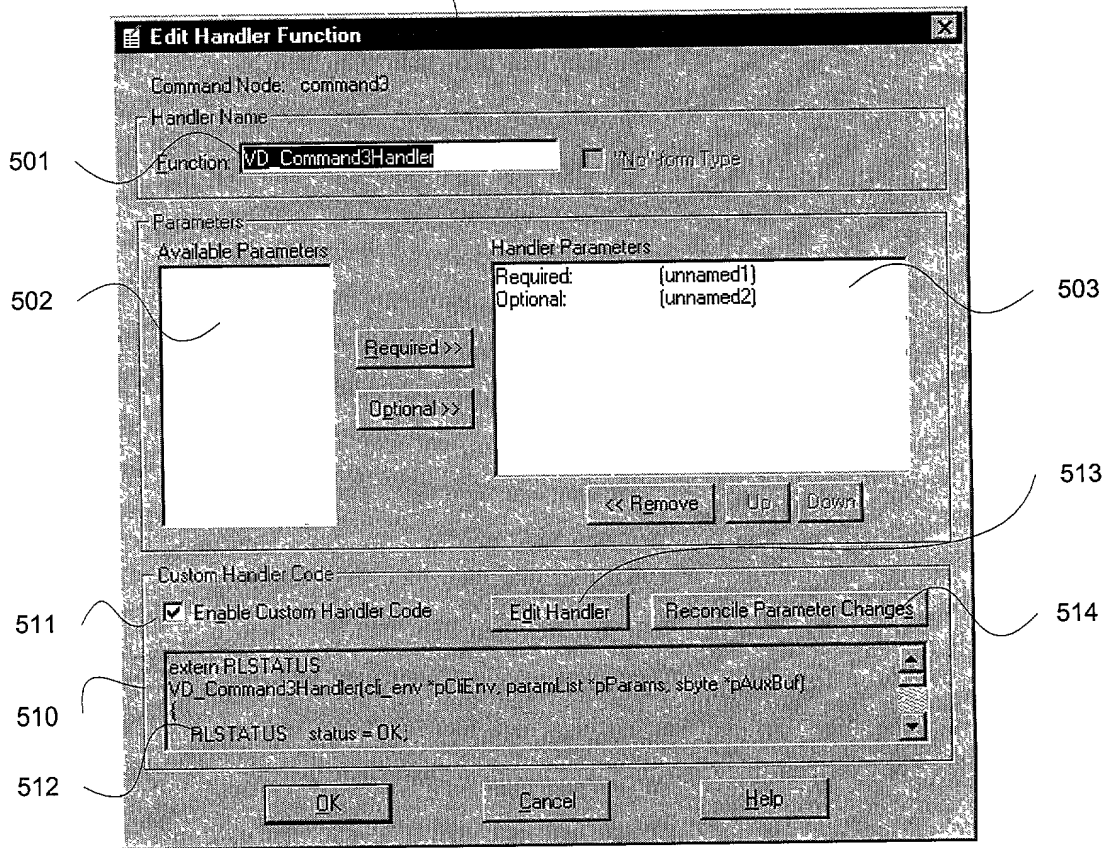 Edit Handler Function
Command Node: command3
Handler Name
501
Function: VD_Command3Handler
"No"-form Type
Parameters
Available Parameters
Handler Parameters
Required: (unnamed1)
Optional: (unnamed2)
502
503
Required >>
Optional >>
513
<< Remove
Up
Down
Custom Handler Code
511
Enable Custom Handler Code
Edit Handler
Reconcile Parameter Changes
514
extern RLSTATUS
VD_Command3Handler(cli_env *pCliEnv, paramList *pParams, sbyte *pAuxBuf)
510
{
RLSTATUS status = OK;
512
OK
Cancel
Help